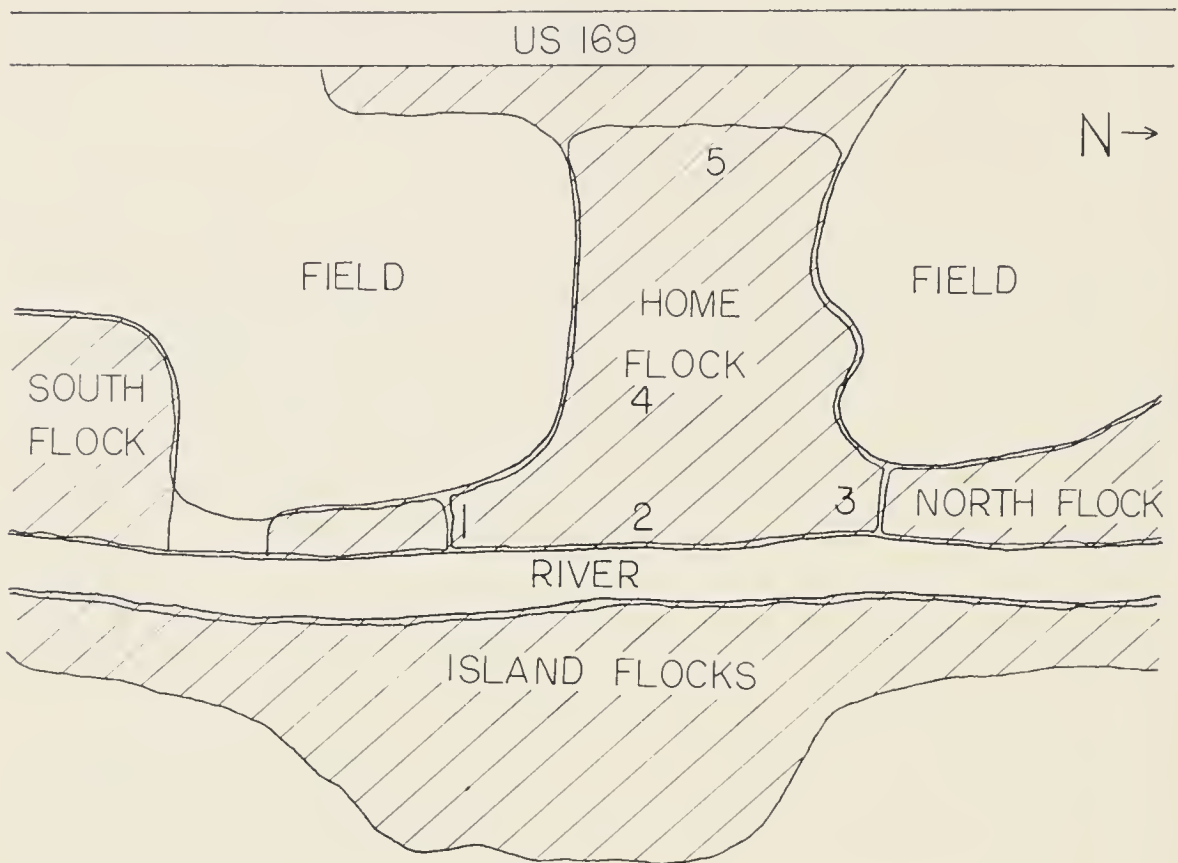 US 169
N →
5
FIELD
HOME
FLOCK
4
FIELD
SOUTH
FLOCK
1
2
3
NORTH FLOCK
RIVER
ISLAND FLOCKS